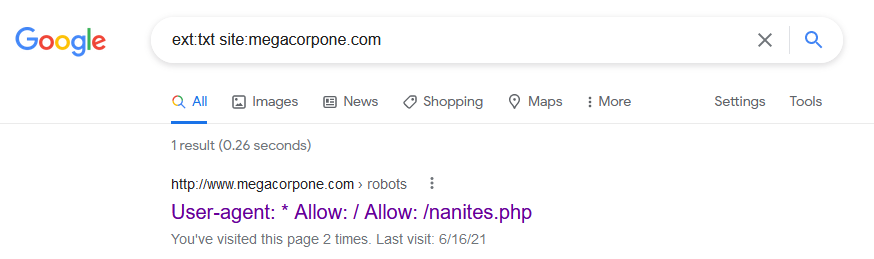 Google
ext:txt site:megacorpone.com
All Images News Shopping Maps More Settings Tools
1 result (0.26 seconds)
http://www.megacorpone.com › robots
User-agent: * Allow: / Allow: /nanites.php
You've visited this page 2 times. Last visit: 6/16/21